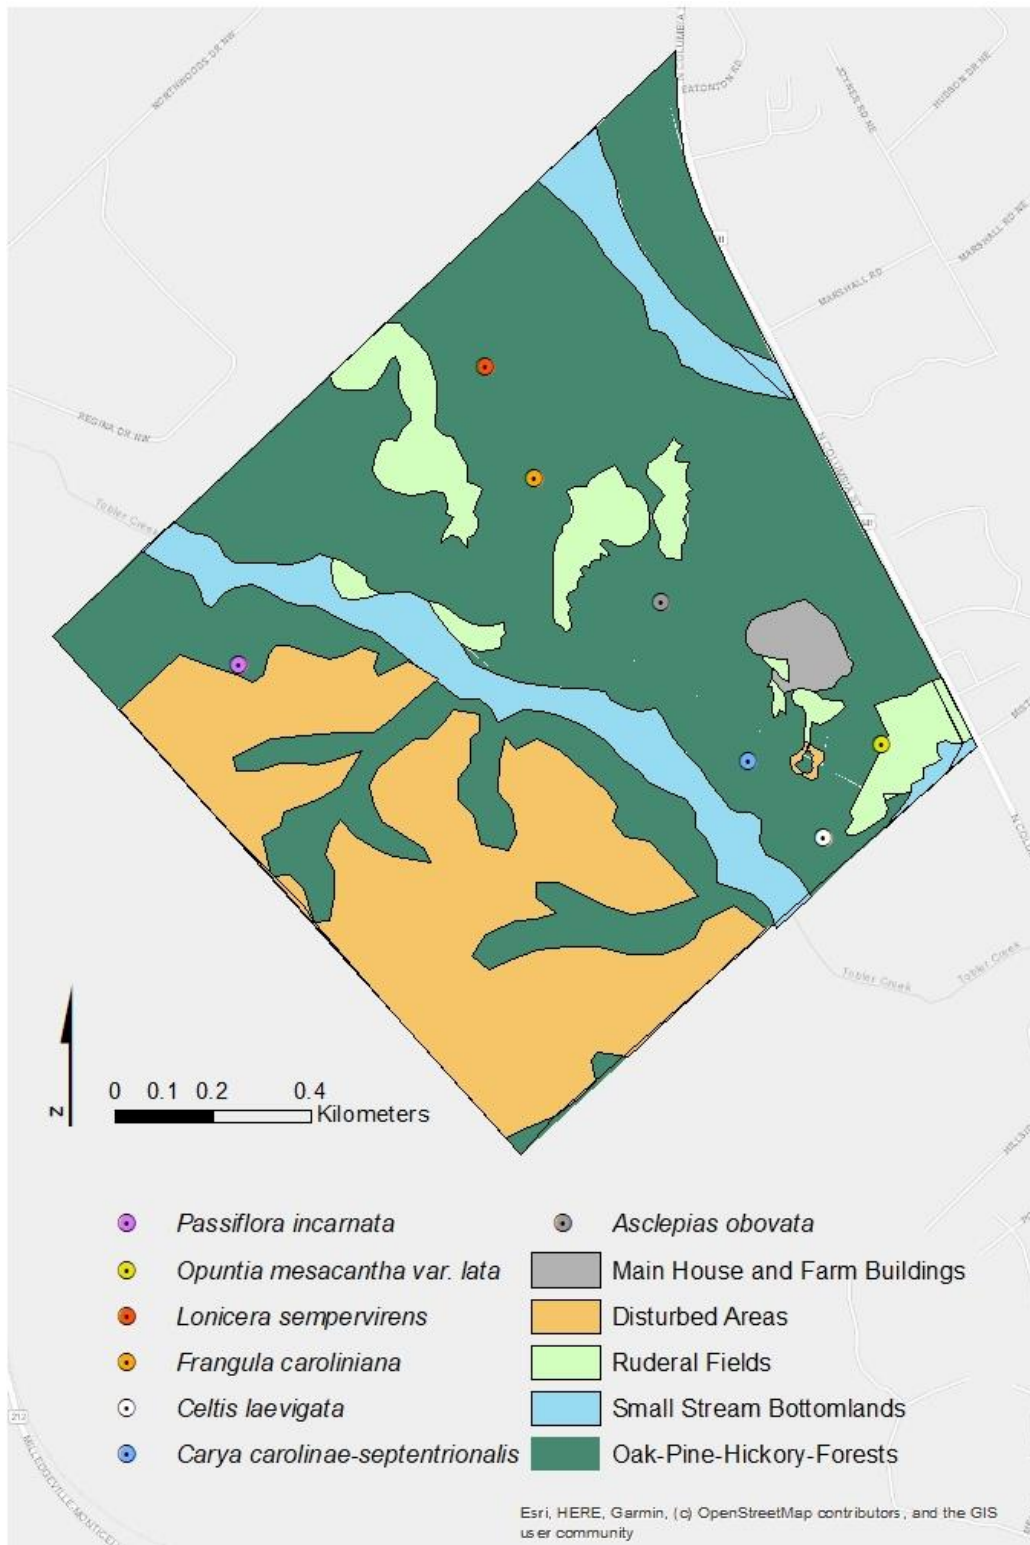 N COLUMBIA
EATONTON RD
NORTHWOODS DR NW
JOYNER RD NE
HUDSON DR NE
MARSHALL RD NE
MARSHALL RD
REGINA DR NW
N COLUMBIA ST
441
Tobler Creek
Tobler Creek
Tobler Creek
N
0 0.1 0.2 0.4
Kilometers
Passiflora incarnata
Opuntia mesacantha var. lata
Lonicera sempervirens
Frangula caroliniana
Celtis laevigata
Carya carolinae-septentrionalis
Asclepias obovata
Main House and Farm Buildings
Disturbed Areas
Ruderal Fields
Small Stream Bottomlands
Oak-Pine-Hickory-Forests
212
Esri, HERE, Garmin, (c) OpenStreetMap contributors, and the GIS
user community